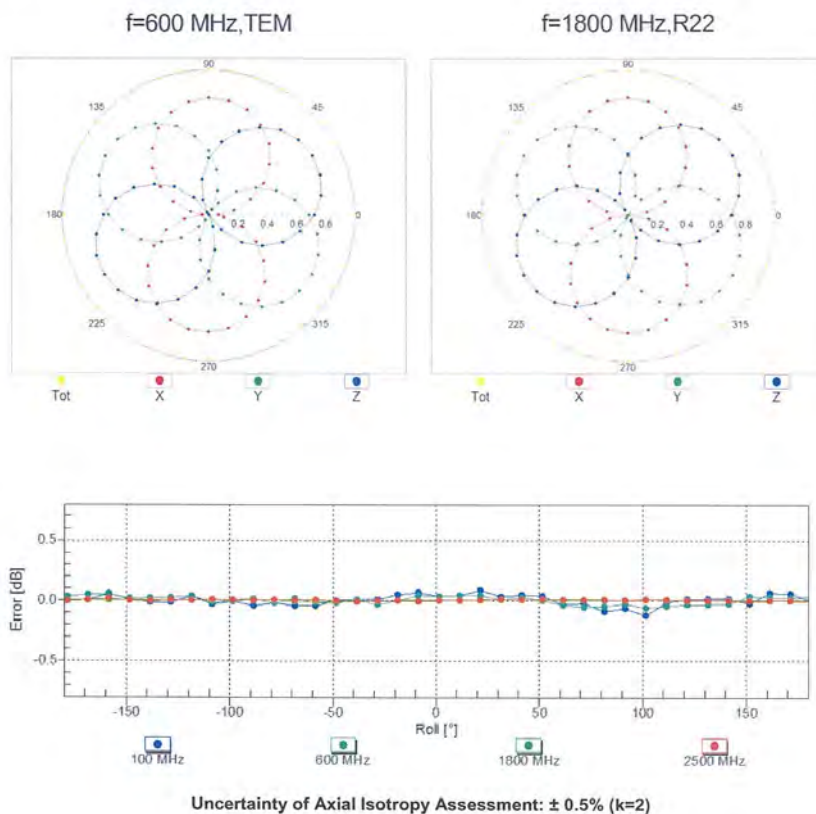 f=600 MHz,TEM
f=1800 MHz,R22
90
135
45
180
0.2 0.4 0.6 0.8
0
225
315
270
Tot X Y Z
90
135
45
180
0.2 0.4 0.6 0.8
0
225
315
270
Tot X Y Z
Error [dB]
0.5
0.0
-0.5
-150 -100 -50 0 50 100 150
Roll [°]
100 MHz 600 MHz 1800 MHz 2500 MHz
Uncertainty of Axial Isotropy Assessment: ± 0.5% (k=2)